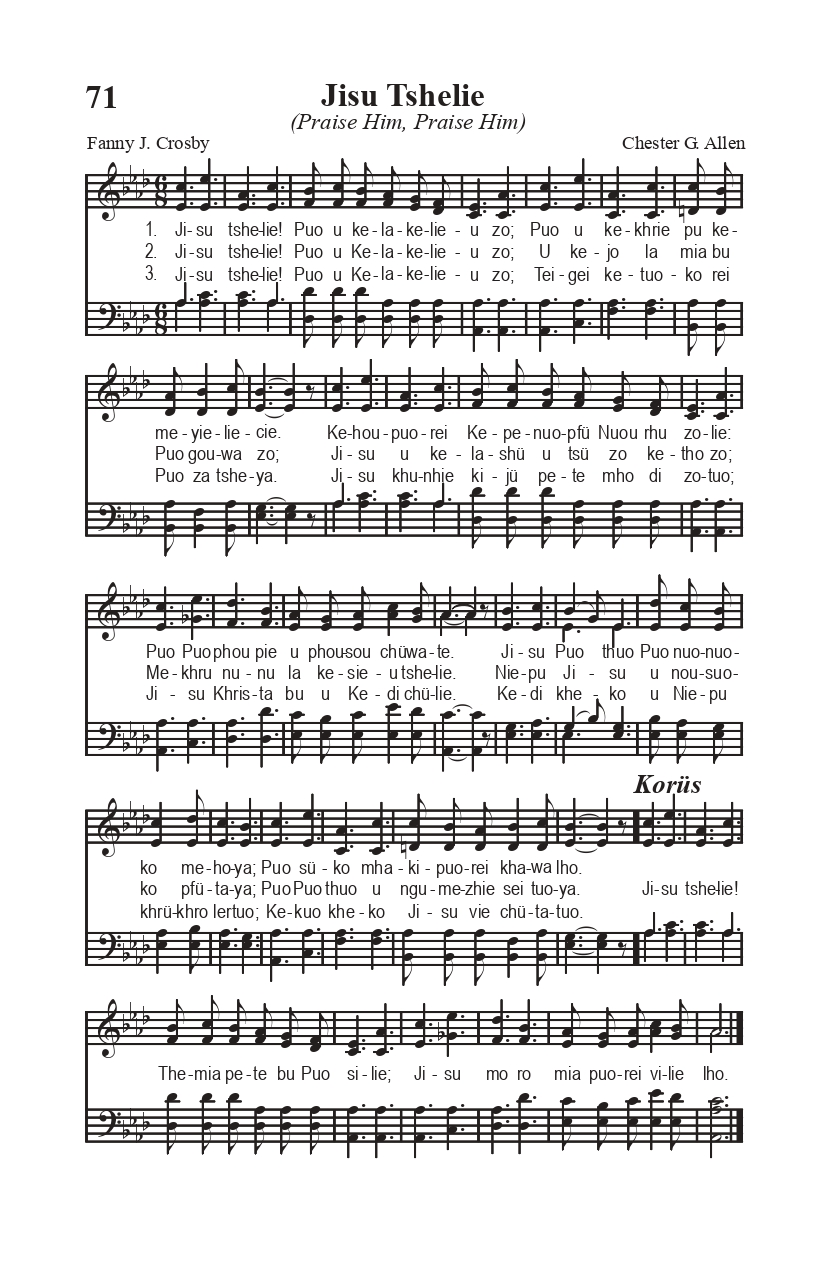 71
Jisu Tshelie
(Praise Him, Praise Him)
Fanny J. Crosby Chester G. Allen
1. Ji-su tshe-lie! Puo u ke-la-ke-lie-u zo; Puo u ke-khrie pu ke-
2. Ji-su tshe-lie! Puo u Ke-la-ke-lie-u zo; U ke-jo la mia bu
3. Ji-su tshe-lie! Puo u Ke-la-ke-lie-u zo; Tei-gei ke-tuo-ko rei
me-yie-lie-cie. Ke-hou-puo-rei Ke-pe-nuo-pfü Nuou rhu zo-lie:
Puo gou-wa zo; Ji-su u ke-la-shü u tsü zo ke-tho zo;
Puo za tshe-ya. Ji-su khu-nhie ki-jü pe-te mho di zo-tuo;
Puo Puo phou pie u phou-sou chü wa-te. Ji-su Puo thuo Puo nuo-nuo-
Me-khru nu-nu la ke-sie-u tshe-lie. Nie-pu Ji-su u nou-suo-
Ji-su Khris-ta bu u Ke-di chü-lie. Ke-di khe-ko u Nie-pu
Korüs
ko me-ho-ya; Puo sü-ko mha-ki-puo-rei kha-wa lho.
ko pfü-ta-ya; Puo Puo thuo u ngu-me-zhie sei tuo-ya. Ji-su tshe-lie!
khrü-khro lertuo; Ke-kuo khe-ko Ji-su vie chü-ta-tuo.
The-mia pe-te bu Puo si-lie; Ji-su mo ro mia puo-rei vi-lie lho.